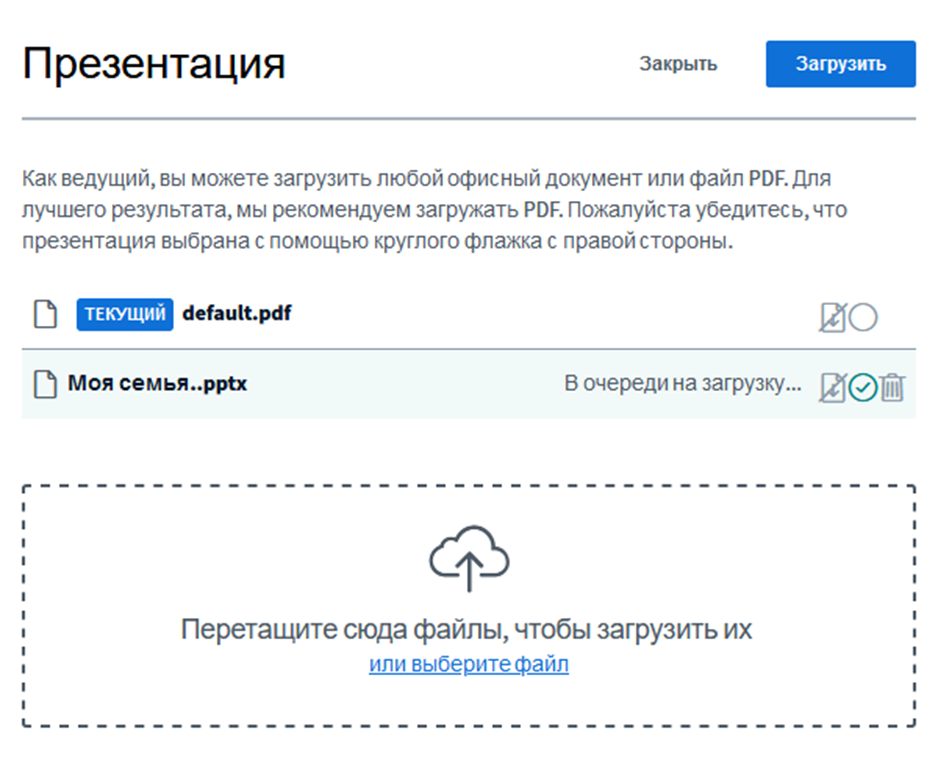 Презентация
Закрыть
Загрузить
Как ведущий, вы можете загрузить любой офисный документ или файл PDF. Для
лучшего результата, мы рекомендуем загружать PDF. Пожалуйста убедитесь, что
презентация выбрана с помощью круглого флажка с правой стороны.
ТЕКУЩИЙ default.pdf
Моя семья..pptx В очереди на загрузку...
Перетащите сюда файлы, чтобы загрузить их
или выберите файл